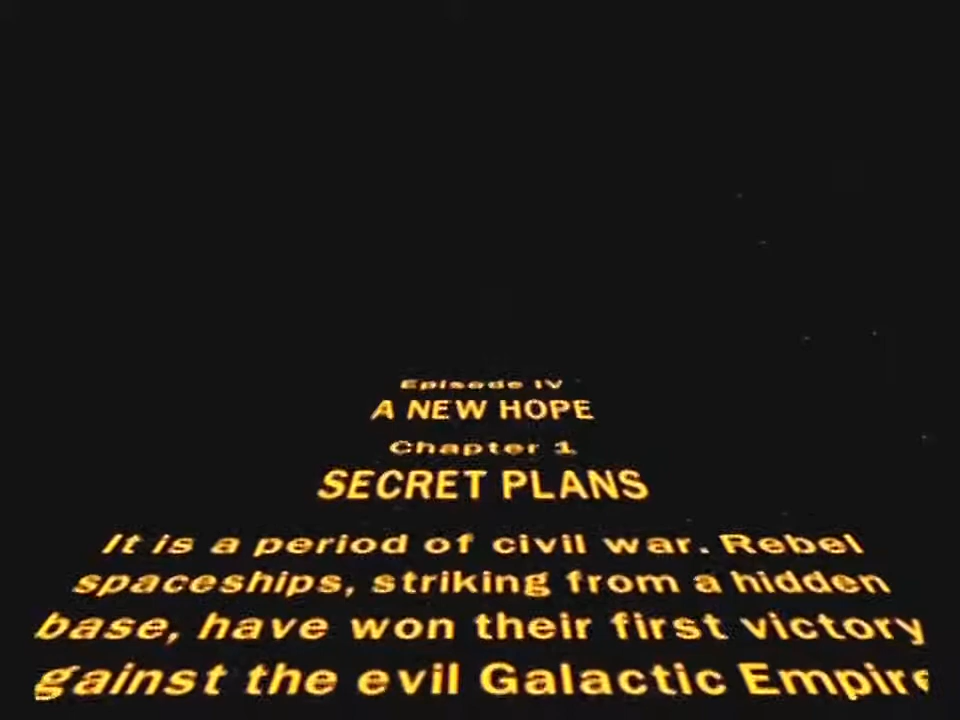 Episode IV
A NEW HOPE
Chapter 1
SECRET PLANS
It is a period of civil war. Rebel
spaceships, striking from a hidden
base, have won their first victory
gainst the evil Galactic Empire